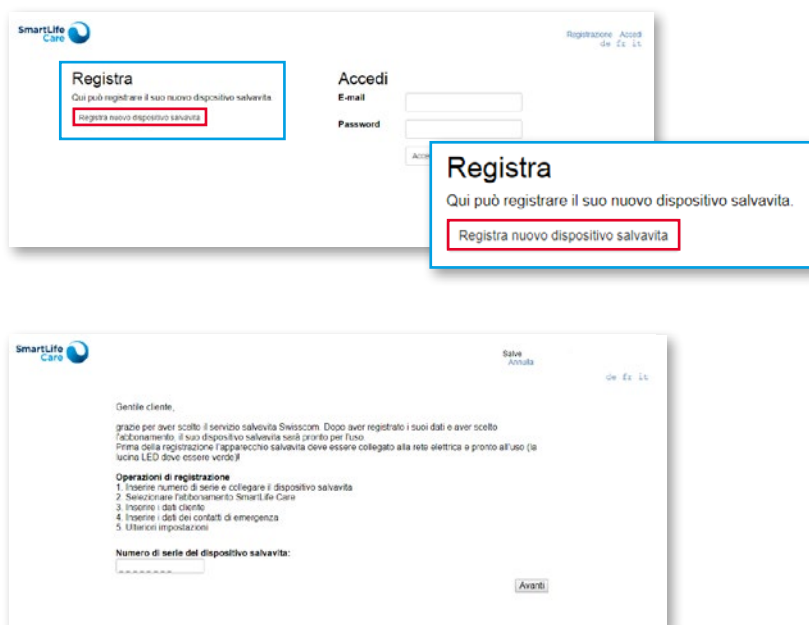 SmartLife
Care
Registrazione Accedi
de fr it
Registra
Qui può registrare il suo nuovo dispositivo salvavita
Registra nuovo dispositivo salvavita
Accedi
E-mail
Password
Registra
Qui può registrare il suo nuovo dispositivo salvavita.
Registra nuovo dispositivo salvavita
SmartLife
Care
Salve
Annulla
de fr it
Gentile cliente,
grazie per aver scelto il servizio salvavita Swisscom. Dopo aver registrato i suoi dati e aver scelto
l'abbonamento, il suo dispositivo salvavita sarà pronto per l'uso.
Prima della registrazione l'apparecchio salvavita deve essere collegato alla rete elettrica e pronto all'uso (la
lucina LED deve essere verde)!
Operazioni di registrazione
1. Inserire numero di serie e collegare il dispositivo salvavita
2. Selezionare l'abbonamento SmartLife Care
3. Inserire i dati cliente
4. Inserire i dati dei contatti di emergenza
5. Ulteriori impostazioni
Numero di serie del dispositivo salvavita:
_ _ _ _ _ _ _ _
Avanti